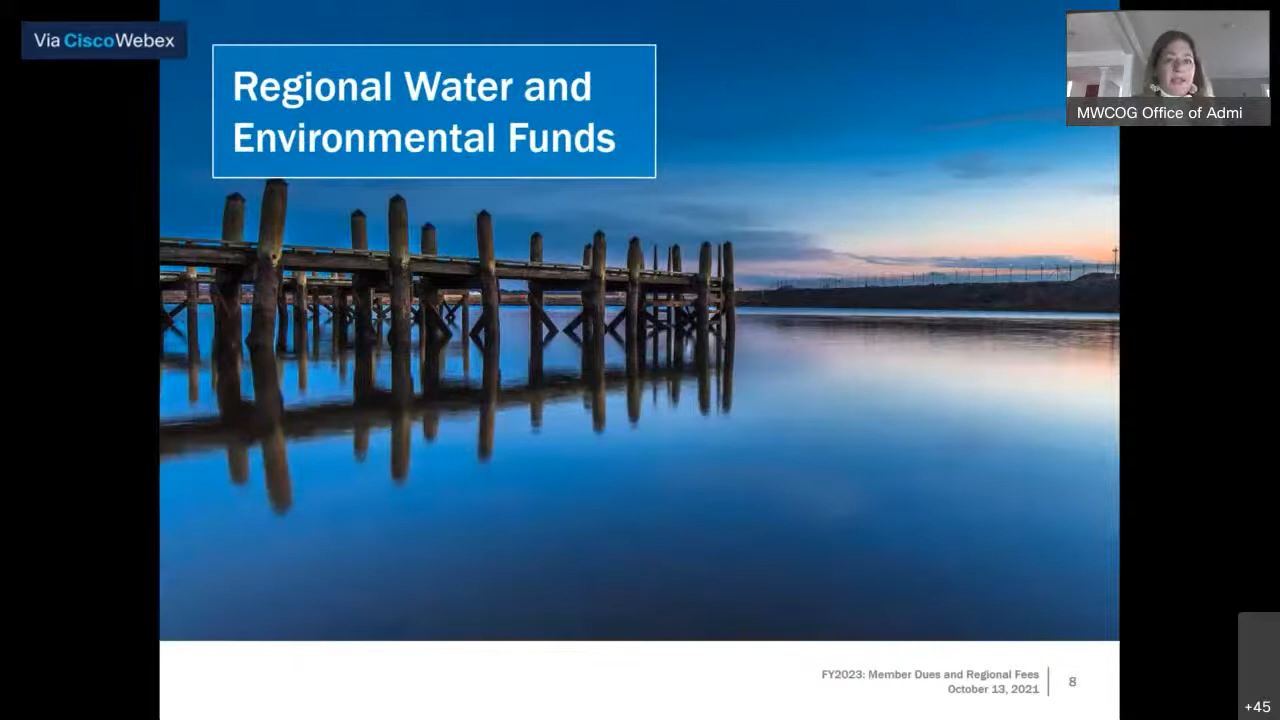 Via CiscoWebex
Regional Water and
Environmental Funds
MWCOG Office of Admi
FY2023: Member Dues and Regional Fees
October 13, 2021
8
+45